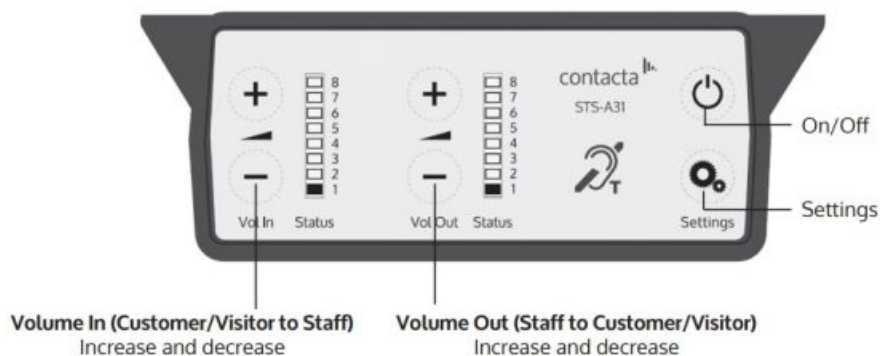 +
8
7
6
5
4
3
2
1
−
Vol In
Status
+
8
7
6
5
4
3
2
1
−
Vol Out
Status
contacta
STS-A31
T
Settings
On/Off
Settings
Volume In (Customer/Visitor to Staff)
Increase and decrease
Volume Out (Staff to Customer/Visitor)
Increase and decrease